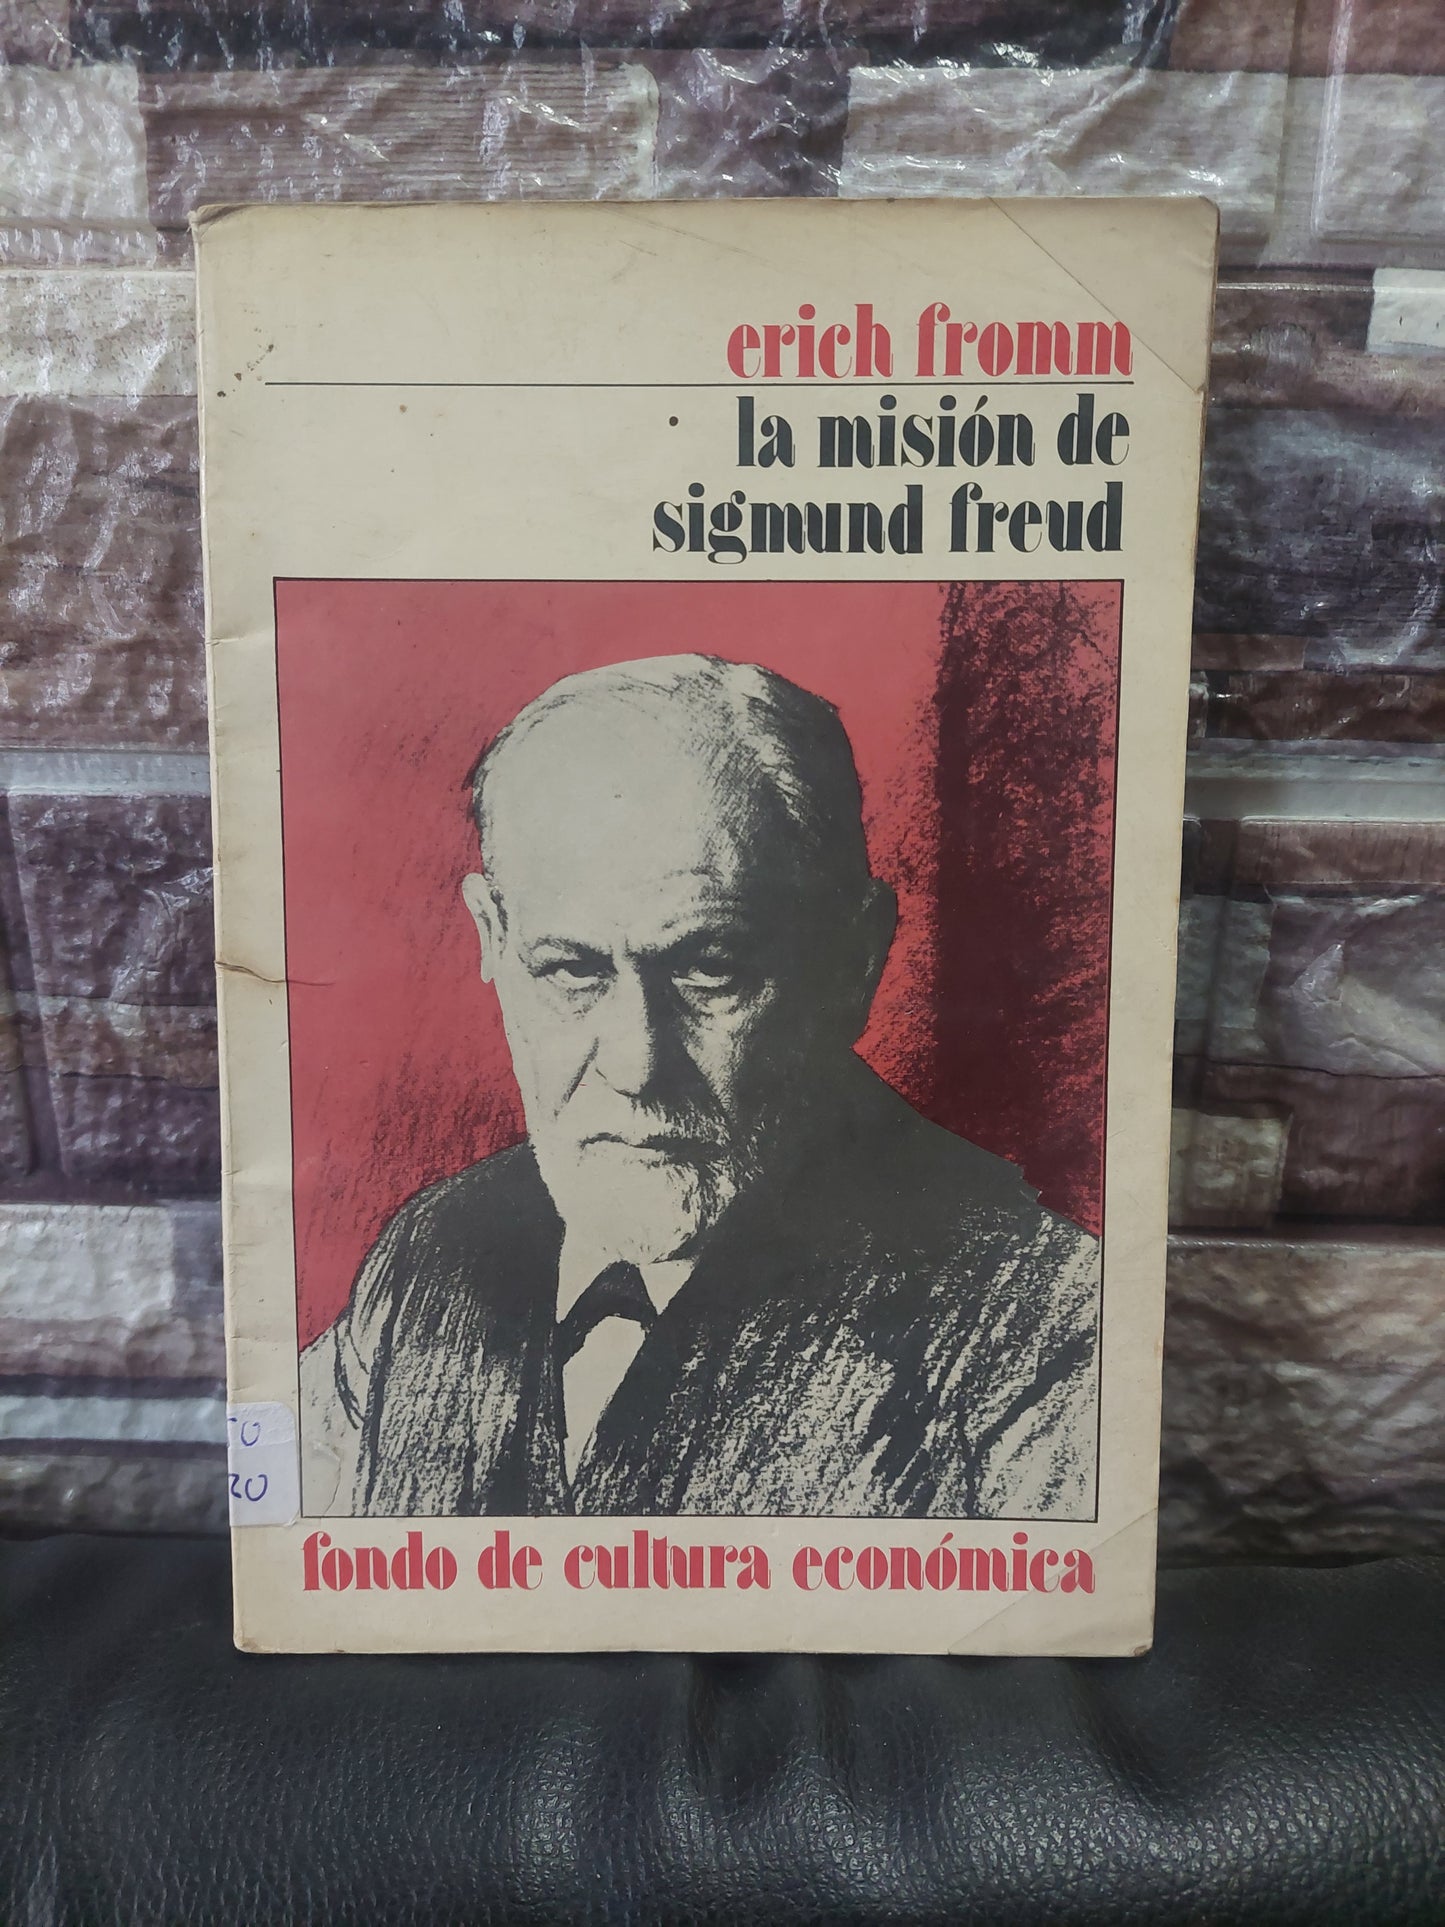 erich fromm
la misión de
sigmund freud
fondo de cultura económica